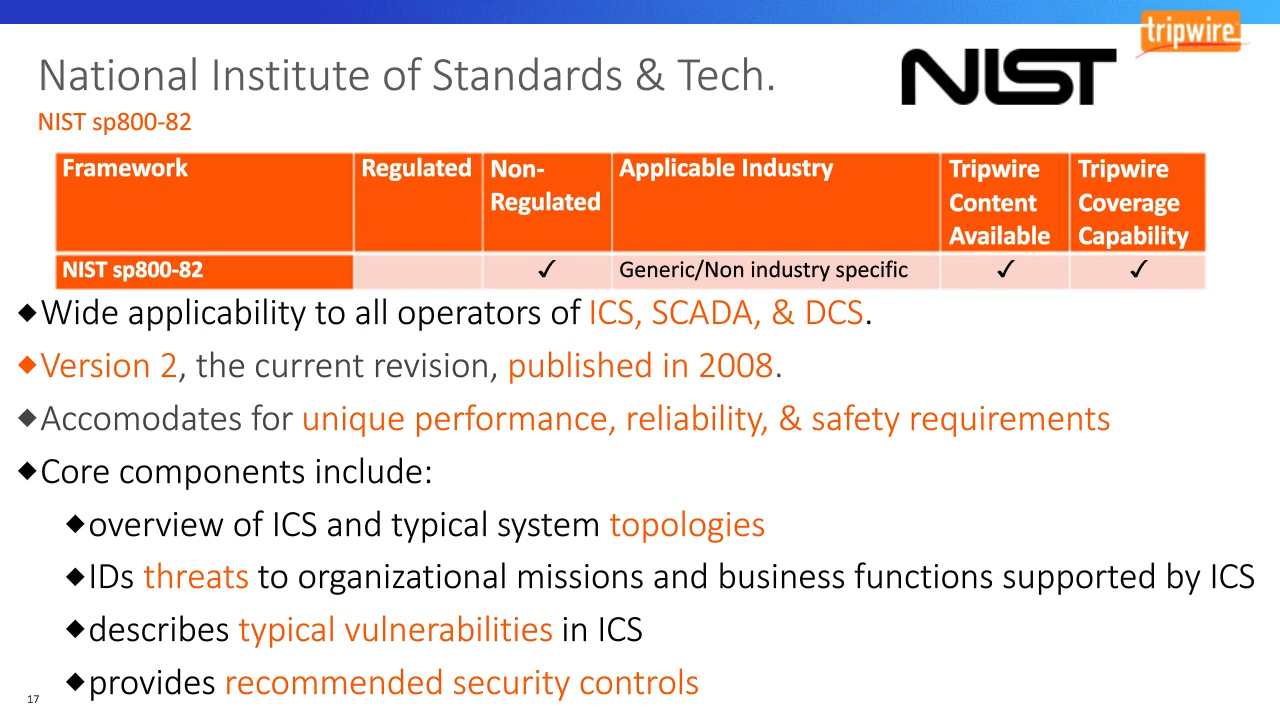 tripwire
National Institute of Standards & Tech.
NIST
NIST sp800-82
Framework Regulated Non-Regulated Applicable Industry Tripwire Content Available Tripwire Coverage Capability
NIST sp800-82 ✓ Generic/Non industry specific ✓ ✓
◆Wide applicability to all operators of ICS, SCADA, & DCS.
◆Version 2, the current revision, published in 2008.
◆Accomodates for unique performance, reliability, & safety requirements
◆Core components include:
◆overview of ICS and typical system topologies
◆IDs threats to organizational missions and business functions supported by ICS
◆describes typical vulnerabilities in ICS
◆provides recommended security controls
17